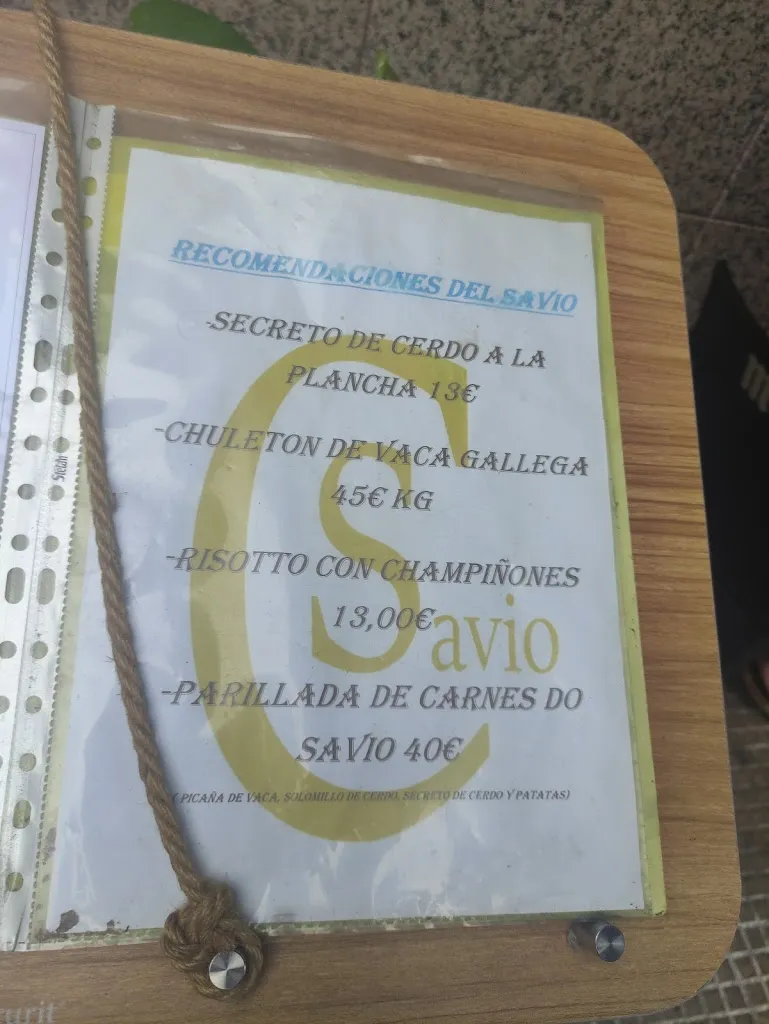 RECOMENDACIONES DEL SAVIO
-SECRETO DE CERDO A LA
PLANCHA 13€
-CHULETON DE VACA GALLEGA
45€ KG
-RISOTTO CON CHAMPIÑONES
13,00€
Savio
-PARILLADA DE CARNES DO
SAVIO 40€
( PICAÑA DE VACA, SOLOMILLO DE CERDO, SECRETO DE CERDO Y PATATAS)